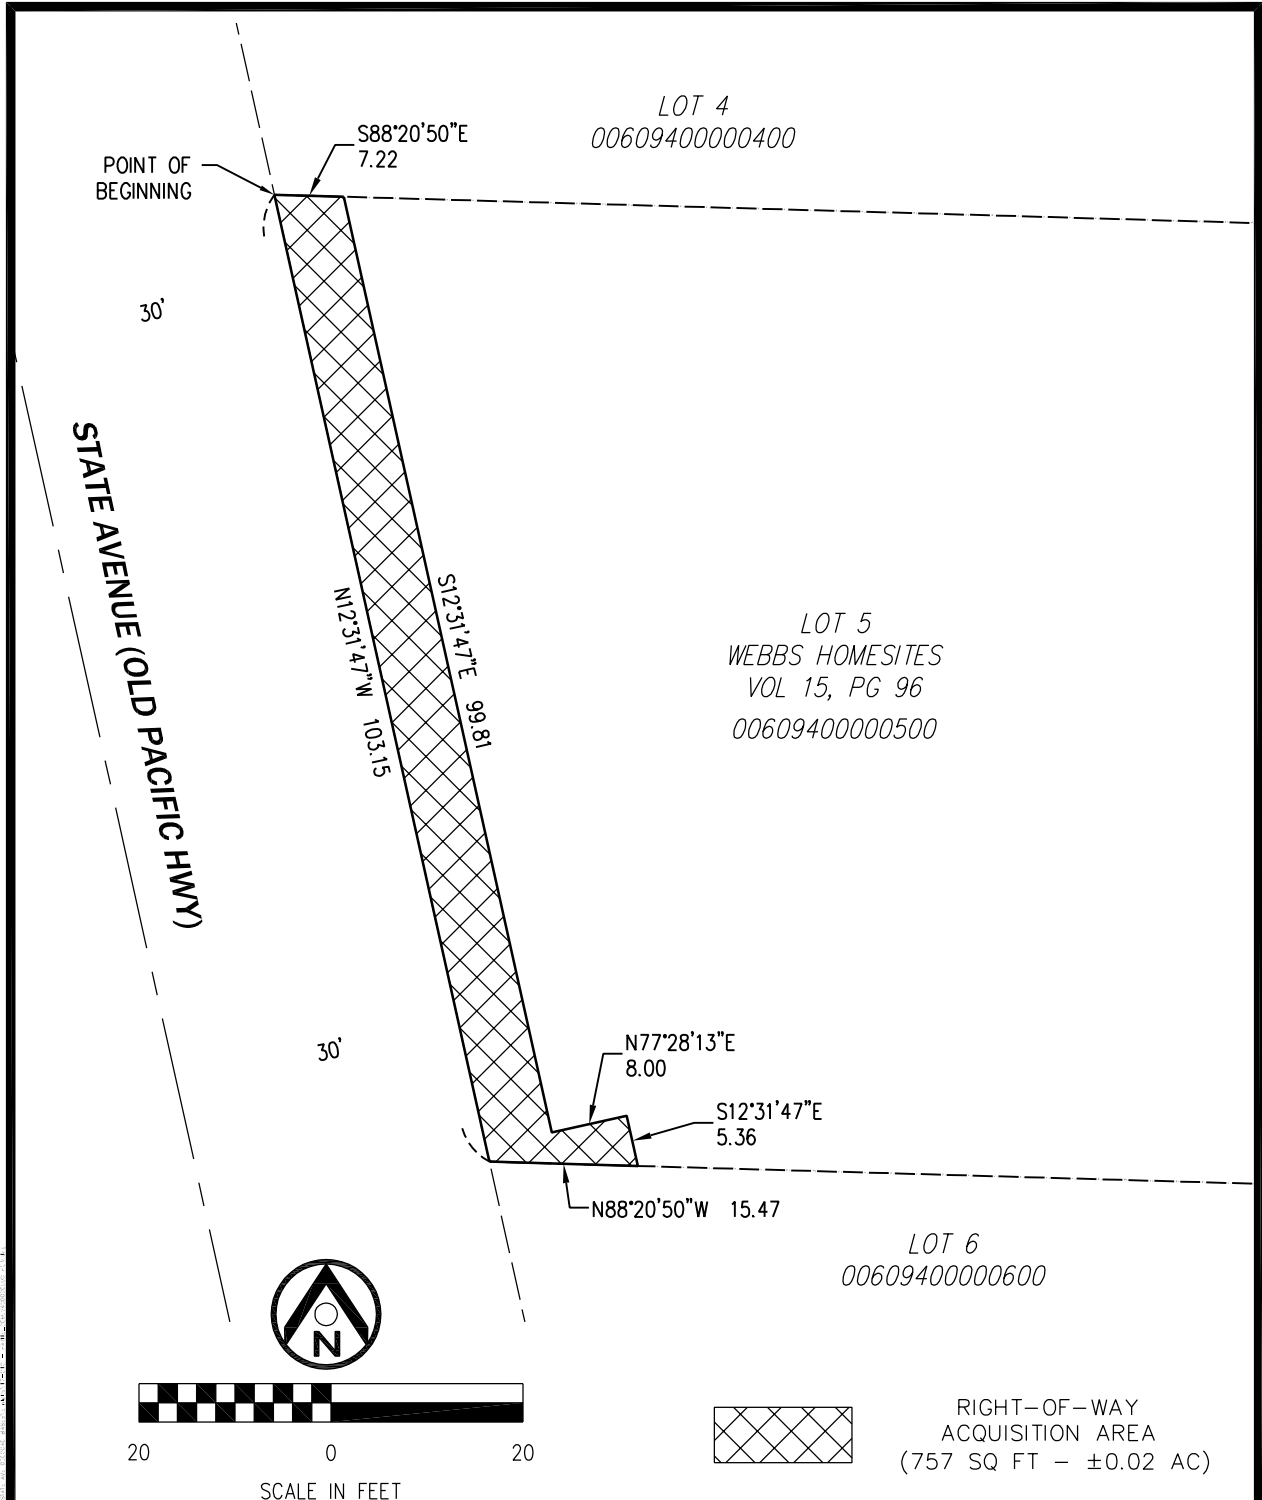 LOT 4
00609400000400
S88°20'50"E
7.22
POINT OF
BEGINNING
30'
STATE AVENUE (OLD PACIFIC HWY)
N12°31'47"W 103.15
S12°31'47"E 99.81
LOT 5
WEBBS HOMESITES
VOL 15, PG 96
00609400000500
30'
N77°28'13"E
8.00
S12°31'47"E
5.36
N88°20'50"W 15.47
LOT 6
00609400000600
N
20 0 20
SCALE IN FEET
RIGHT-OF-WAY
ACQUISITION AREA
(757 SQ FT - ±0.02 AC)